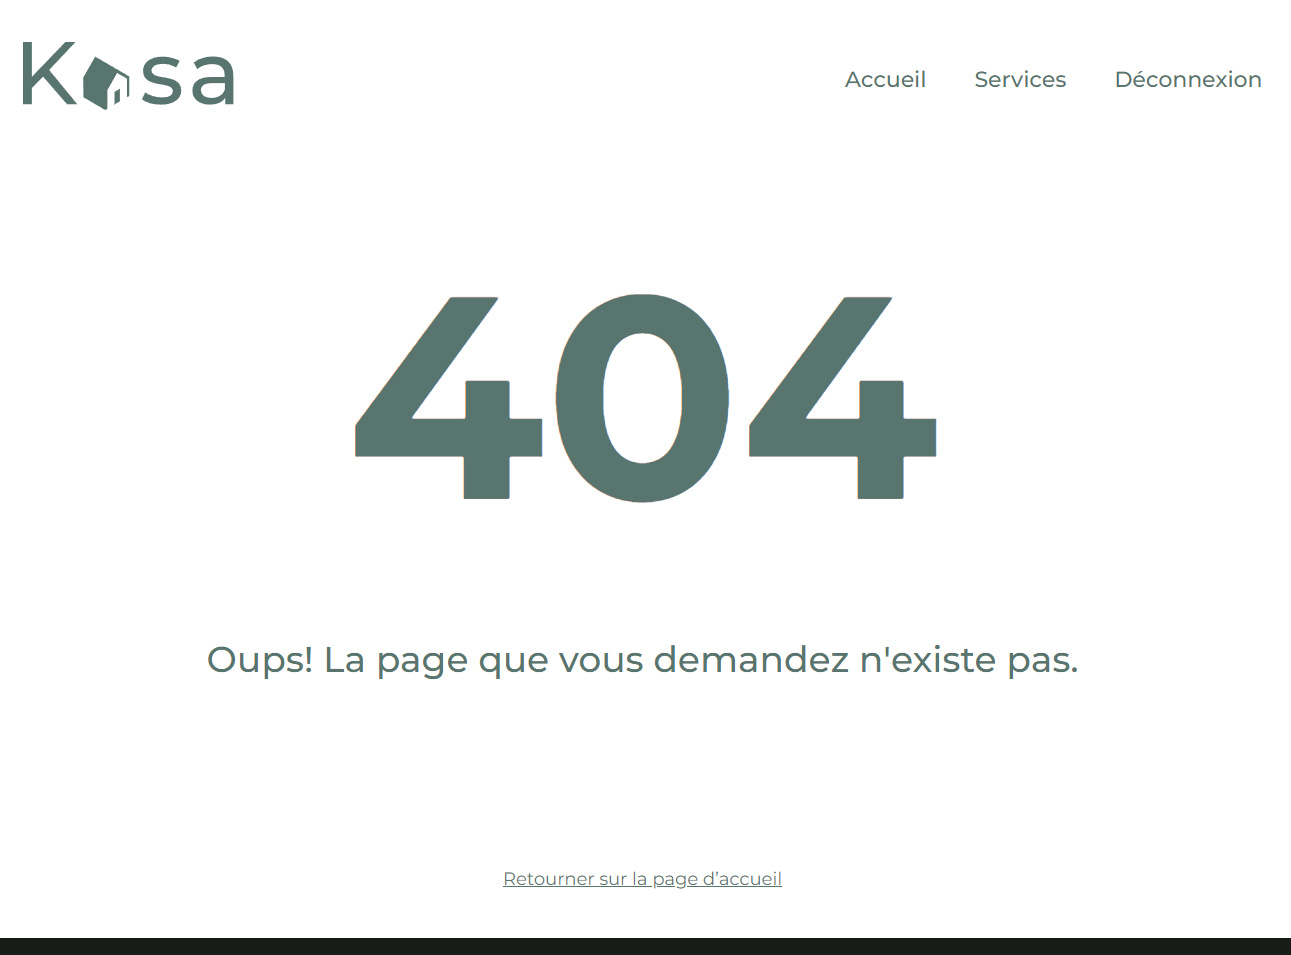 Kasa
Accueil Services Déconnexion
404
Oups! La page que vous demandez n'existe pas.
Retourner sur la page d’accueil